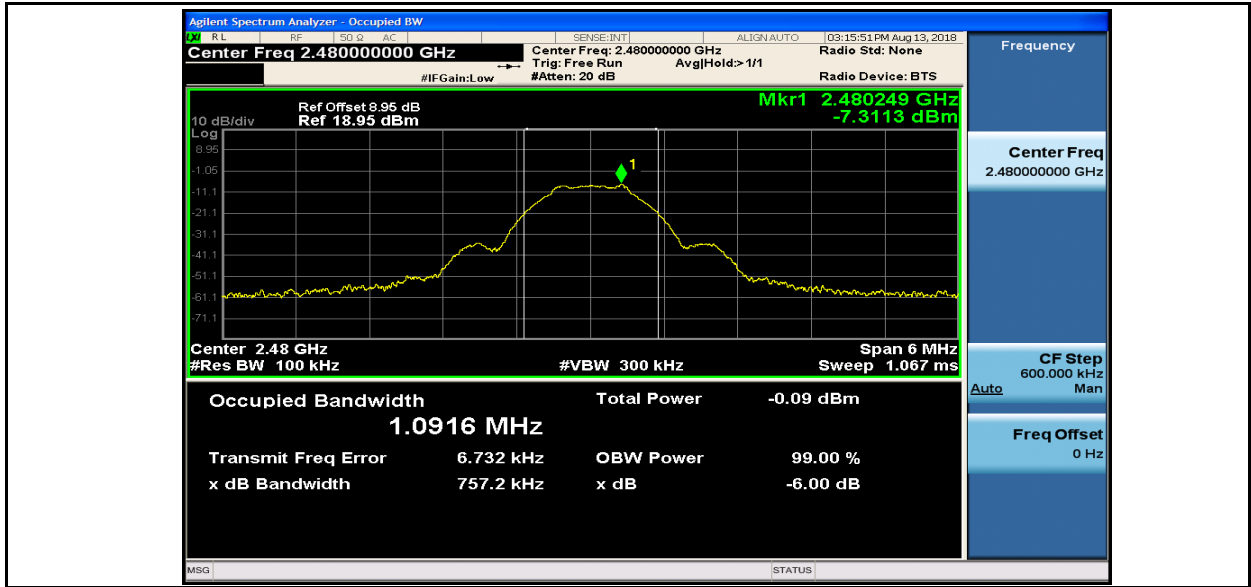 Agilent Spectrum Analyzer - Occupied BW
LXI RL RF 50 Ω AC SENSE:INT ALIGN AUTO 03:15:51 PM Aug 13, 2018
Center Freq 2.480000000 GHz
Center Freq: 2.480000000 GHz
Radio Std: None
Trig: Free Run Avg|Hold:> 1/1
#IFGain:Low
#Atten: 20 dB
Radio Device: BTS
Frequency
Mkr1 2.480249 GHz
-7.3113 dBm
Ref Offset 8.95 dB
10 dB/div Ref 18.95 dBm
Log
8.95
-1.05
-11.1
-21.1
-31.1
-41.1
-51.1
-61.1
-71.1
1
Center 2.48 GHz Span 6 MHz
#Res BW 100 kHz #VBW 300 kHz Sweep 1.067 ms
Occupied Bandwidth Total Power -0.09 dBm
1.0916 MHz
Transmit Freq Error 6.732 kHz OBW Power 99.00 %
x dB Bandwidth 757.2 kHz x dB -6.00 dB
Center Freq
2.480000000 GHz
CF Step
600.000 kHz
Auto Man
Freq Offset
0 Hz
MSG STATUS